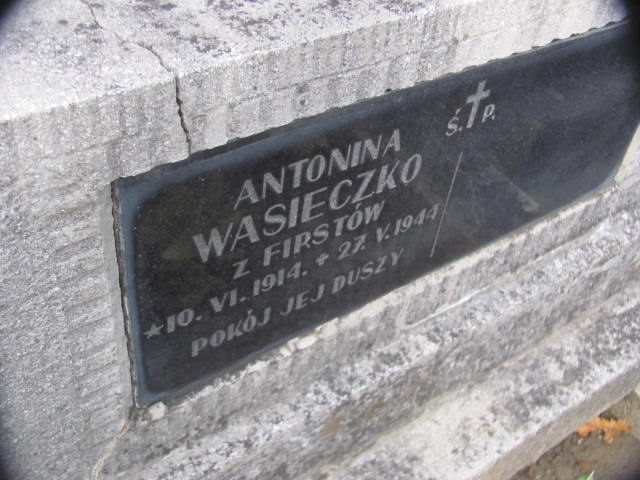 Ś. P.
ANTONINA
WASIECZKO
Z FIRSTÓW
★10. VI. 1914. + 27. V. 1944
POKÓJ JEJ DUSZY